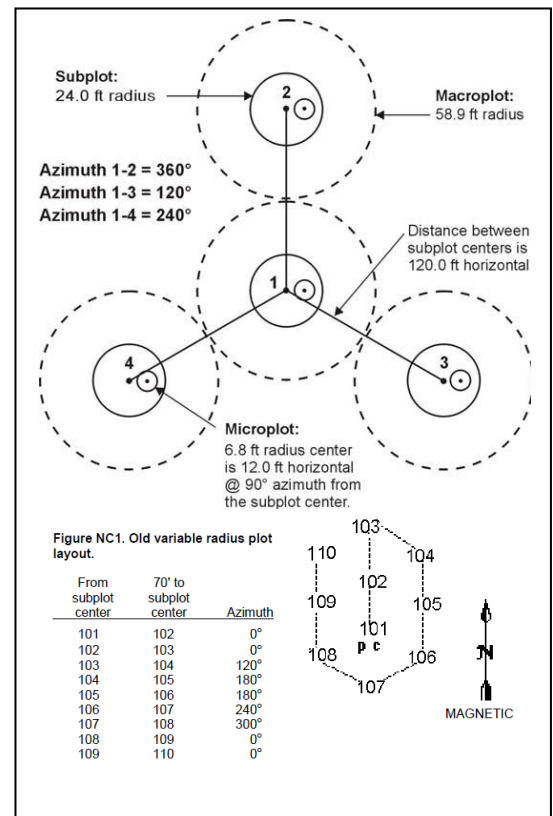 Subplot:
24.0 ft radius
2
Macroplot:
58.9 ft radius
Azimuth 1-2 = 360°
Azimuth 1-3 = 120°
Azimuth 1-4 = 240°
Distance between
subplot centers is
120.0 ft horizontal
1
4
3
Microplot:
6.8 ft radius center
is 12.0 ft horizontal
@ 90° azimuth from
the subplot center.
Figure NC1. Old variable radius plot
layout.
From
subplot
center
70' to
subplot
center
Azimuth
101 102 0°
102 103 0°
103 104 120°
104 105 180°
105 106 180°
106 107 240°
107 108 300°
108 109 0°
109 110 0°
103
110
104
102
109
105
101
p c
108
106
107
N
MAGNETIC